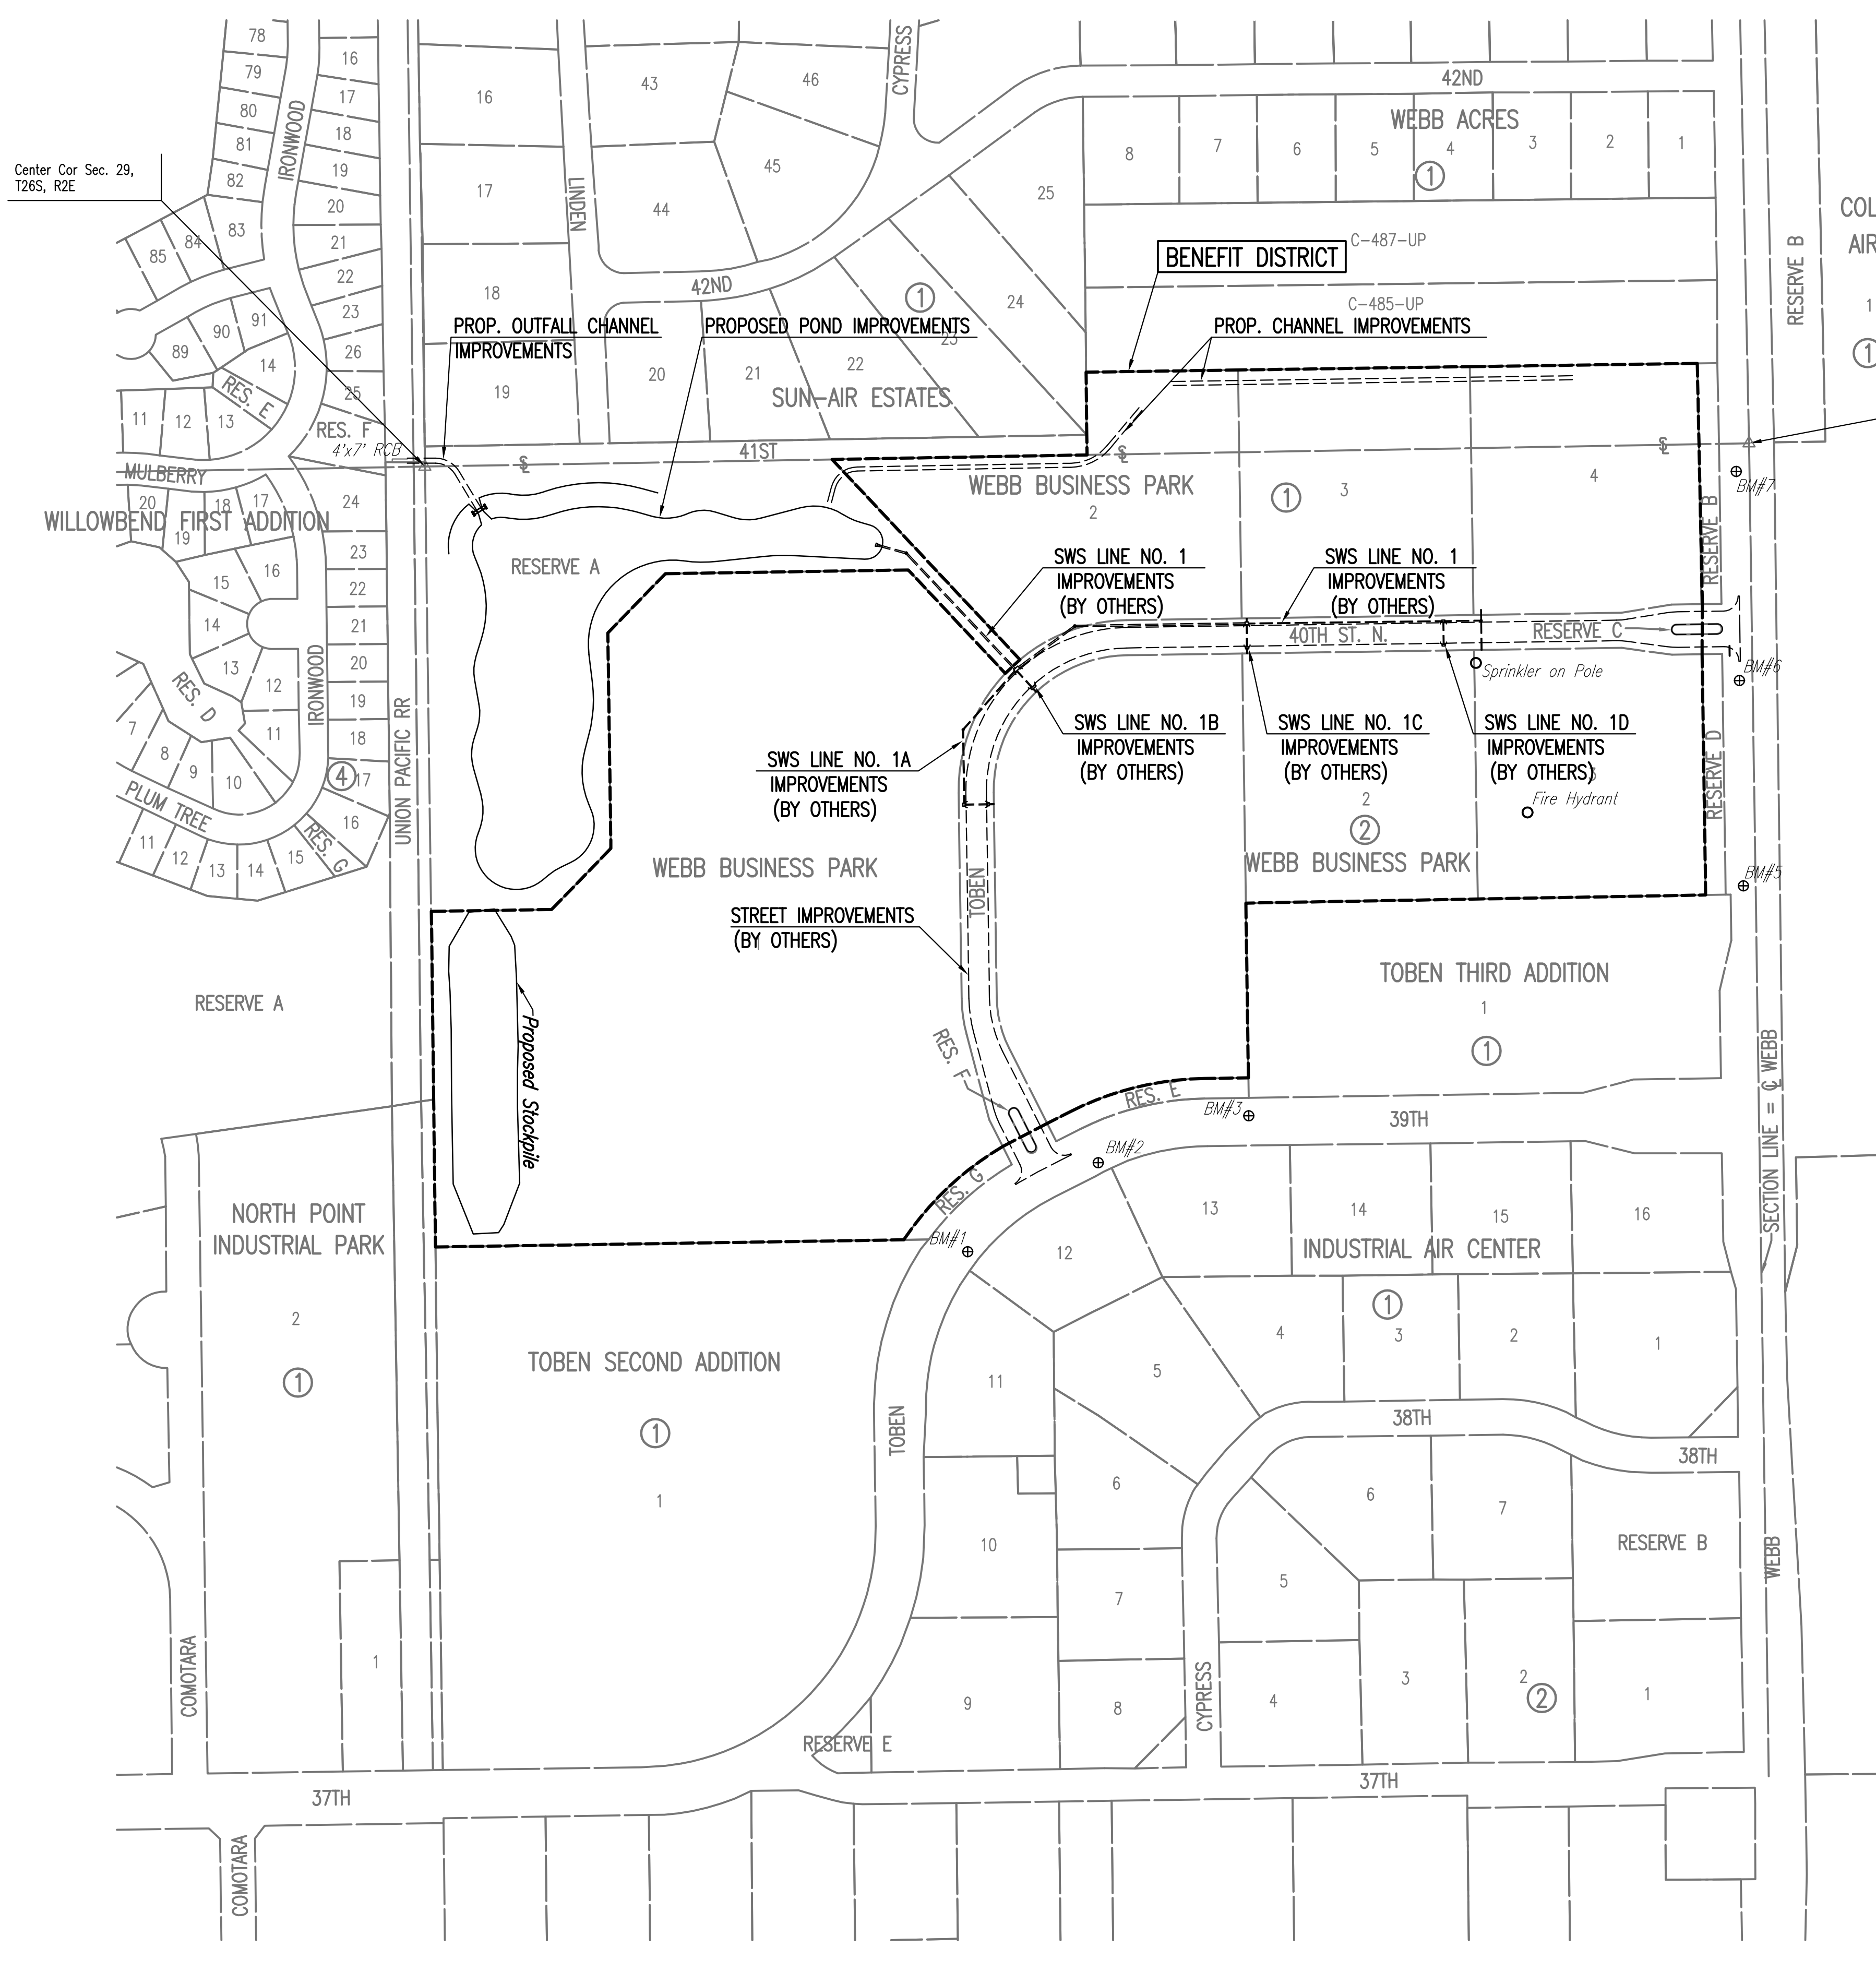 78
79
80
81
82
83
84
85
16
17
18
19
20
21
22
23
26
25
IRONWOOD
Center Cor Sec. 29,
T26S, R2E
90
91
89
14
RES. E
11
12
13
RES. F
4'x7' RCB
MULBERRY
16
17
18
19
LINDEN
43
46
45
44
CYPRESS
42ND
42ND
WEBB ACRES
8
7
6
5
4
3
2
1
1
C-487-UP
C-485-UP
BENEFIT DISTRICT
25
24
23
22
21
20
1
SUN-AIR ESTATES
PROP. OUTFALL CHANNEL
IMPROVEMENTS
PROPOSED POND IMPROVEMENTS
PROP. CHANNEL IMPROVEMENTS
41ST
RESERVE B
COL
AIR
1
1
WEBB BUSINESS PARK
2
1
3
4
BM#7
RESERVE B
20
18
17
19
24
WILLOWBEND FIRST ADDITION
16
15
14
13
12
11
23
22
21
20
19
18
17
4
16
RES. D
IRONWOOD
7
8
9
10
PLUM TREE
RES. G
11
12
13
14
15
UNION PACIFIC RR
RESERVE A
SWS LINE NO. 1
IMPROVEMENTS
(BY OTHERS)
SWS LINE NO. 1
IMPROVEMENTS
(BY OTHERS)
40TH ST. N.
RESERVE C
Sprinkler on Pole
BM#6
SWS LINE NO. 1A
IMPROVEMENTS
(BY OTHERS)
SWS LINE NO. 1B
IMPROVEMENTS
(BY OTHERS)
SWS LINE NO. 1C
IMPROVEMENTS
(BY OTHERS)
SWS LINE NO. 1D
IMPROVEMENTS
(BY OTHERS)
3
Fire Hydrant
RESERVE D
2
2
WEBB BUSINESS PARK
WEBB BUSINESS PARK
BM#5
TOBEN
STREET IMPROVEMENTS
(BY OTHERS)
RESERVE A
Proposed Stockpile
TOBEN THIRD ADDITION
1
1
RES. F
RES. E
BM#3
39TH
BM#2
RES. G
BM#1
SECTION LINE = ℄ WEBB
NORTH POINT
INDUSTRIAL PARK
2
1
12
13
14
15
16
INDUSTRIAL AIR CENTER
1
4
3
2
1
5
11
TOBEN SECOND ADDITION
1
1
TOBEN
38TH
38TH
6
10
7
6
7
5
RESERVE B
WEBB
COMOTARA
1
9
8
CYPRESS
4
3
2
2
1
RESERVE E
37TH
37TH
COMOTARA